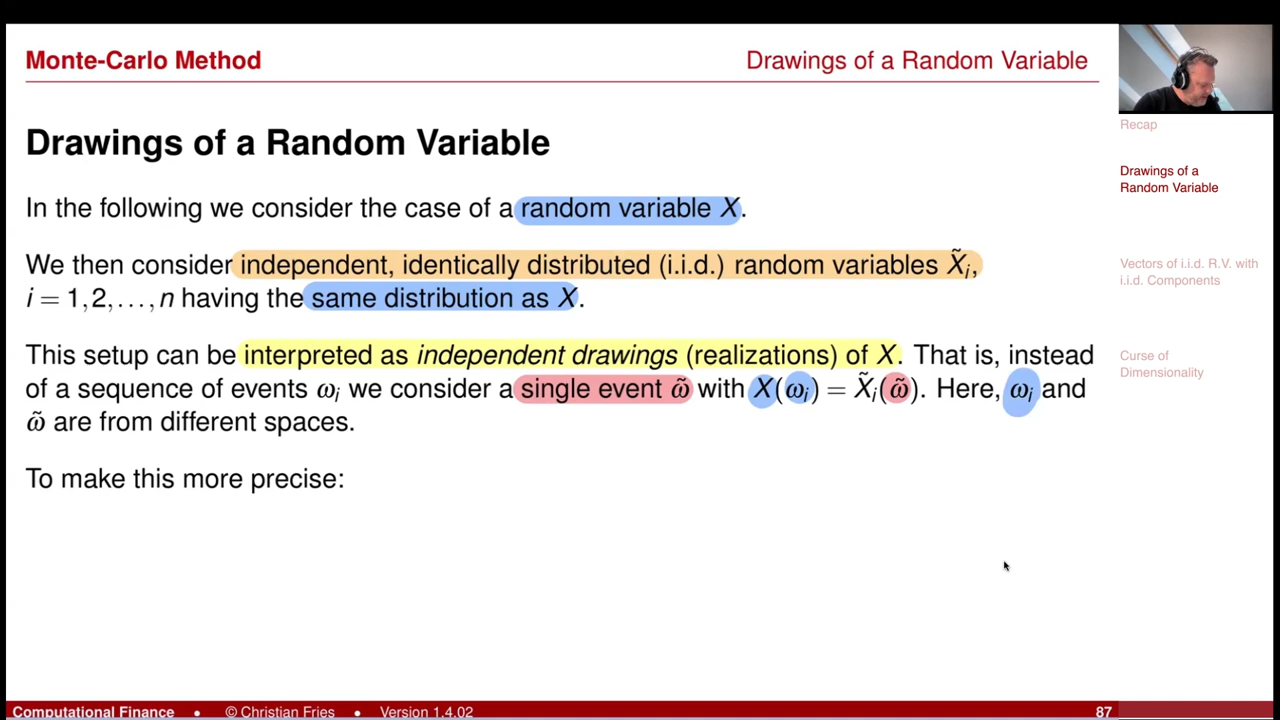 Monte-Carlo Method
Drawings of a Random Variable
Drawings of a Random Variable
In the following we consider the case of a random variable X.
We then consider independent, identically distributed (i.i.d.) random variables X̃ᵢ,
i = 1,2,...,n having the same distribution as X.
This setup can be interpreted as independent drawings (realizations) of X. That is, instead
of a sequence of events ωᵢ we consider a single event ω̃ with X(ωᵢ) = X̃ᵢ(ω̃). Here, ωᵢ and
ω̃ are from different spaces.
To make this more precise:
Recap
Drawings of a
Random Variable
Vectors of i.i.d. R.V. with
i.i.d. Components
Curse of
Dimensionality
Computational Finance • © Christian Fries • Version 1.4.02
87